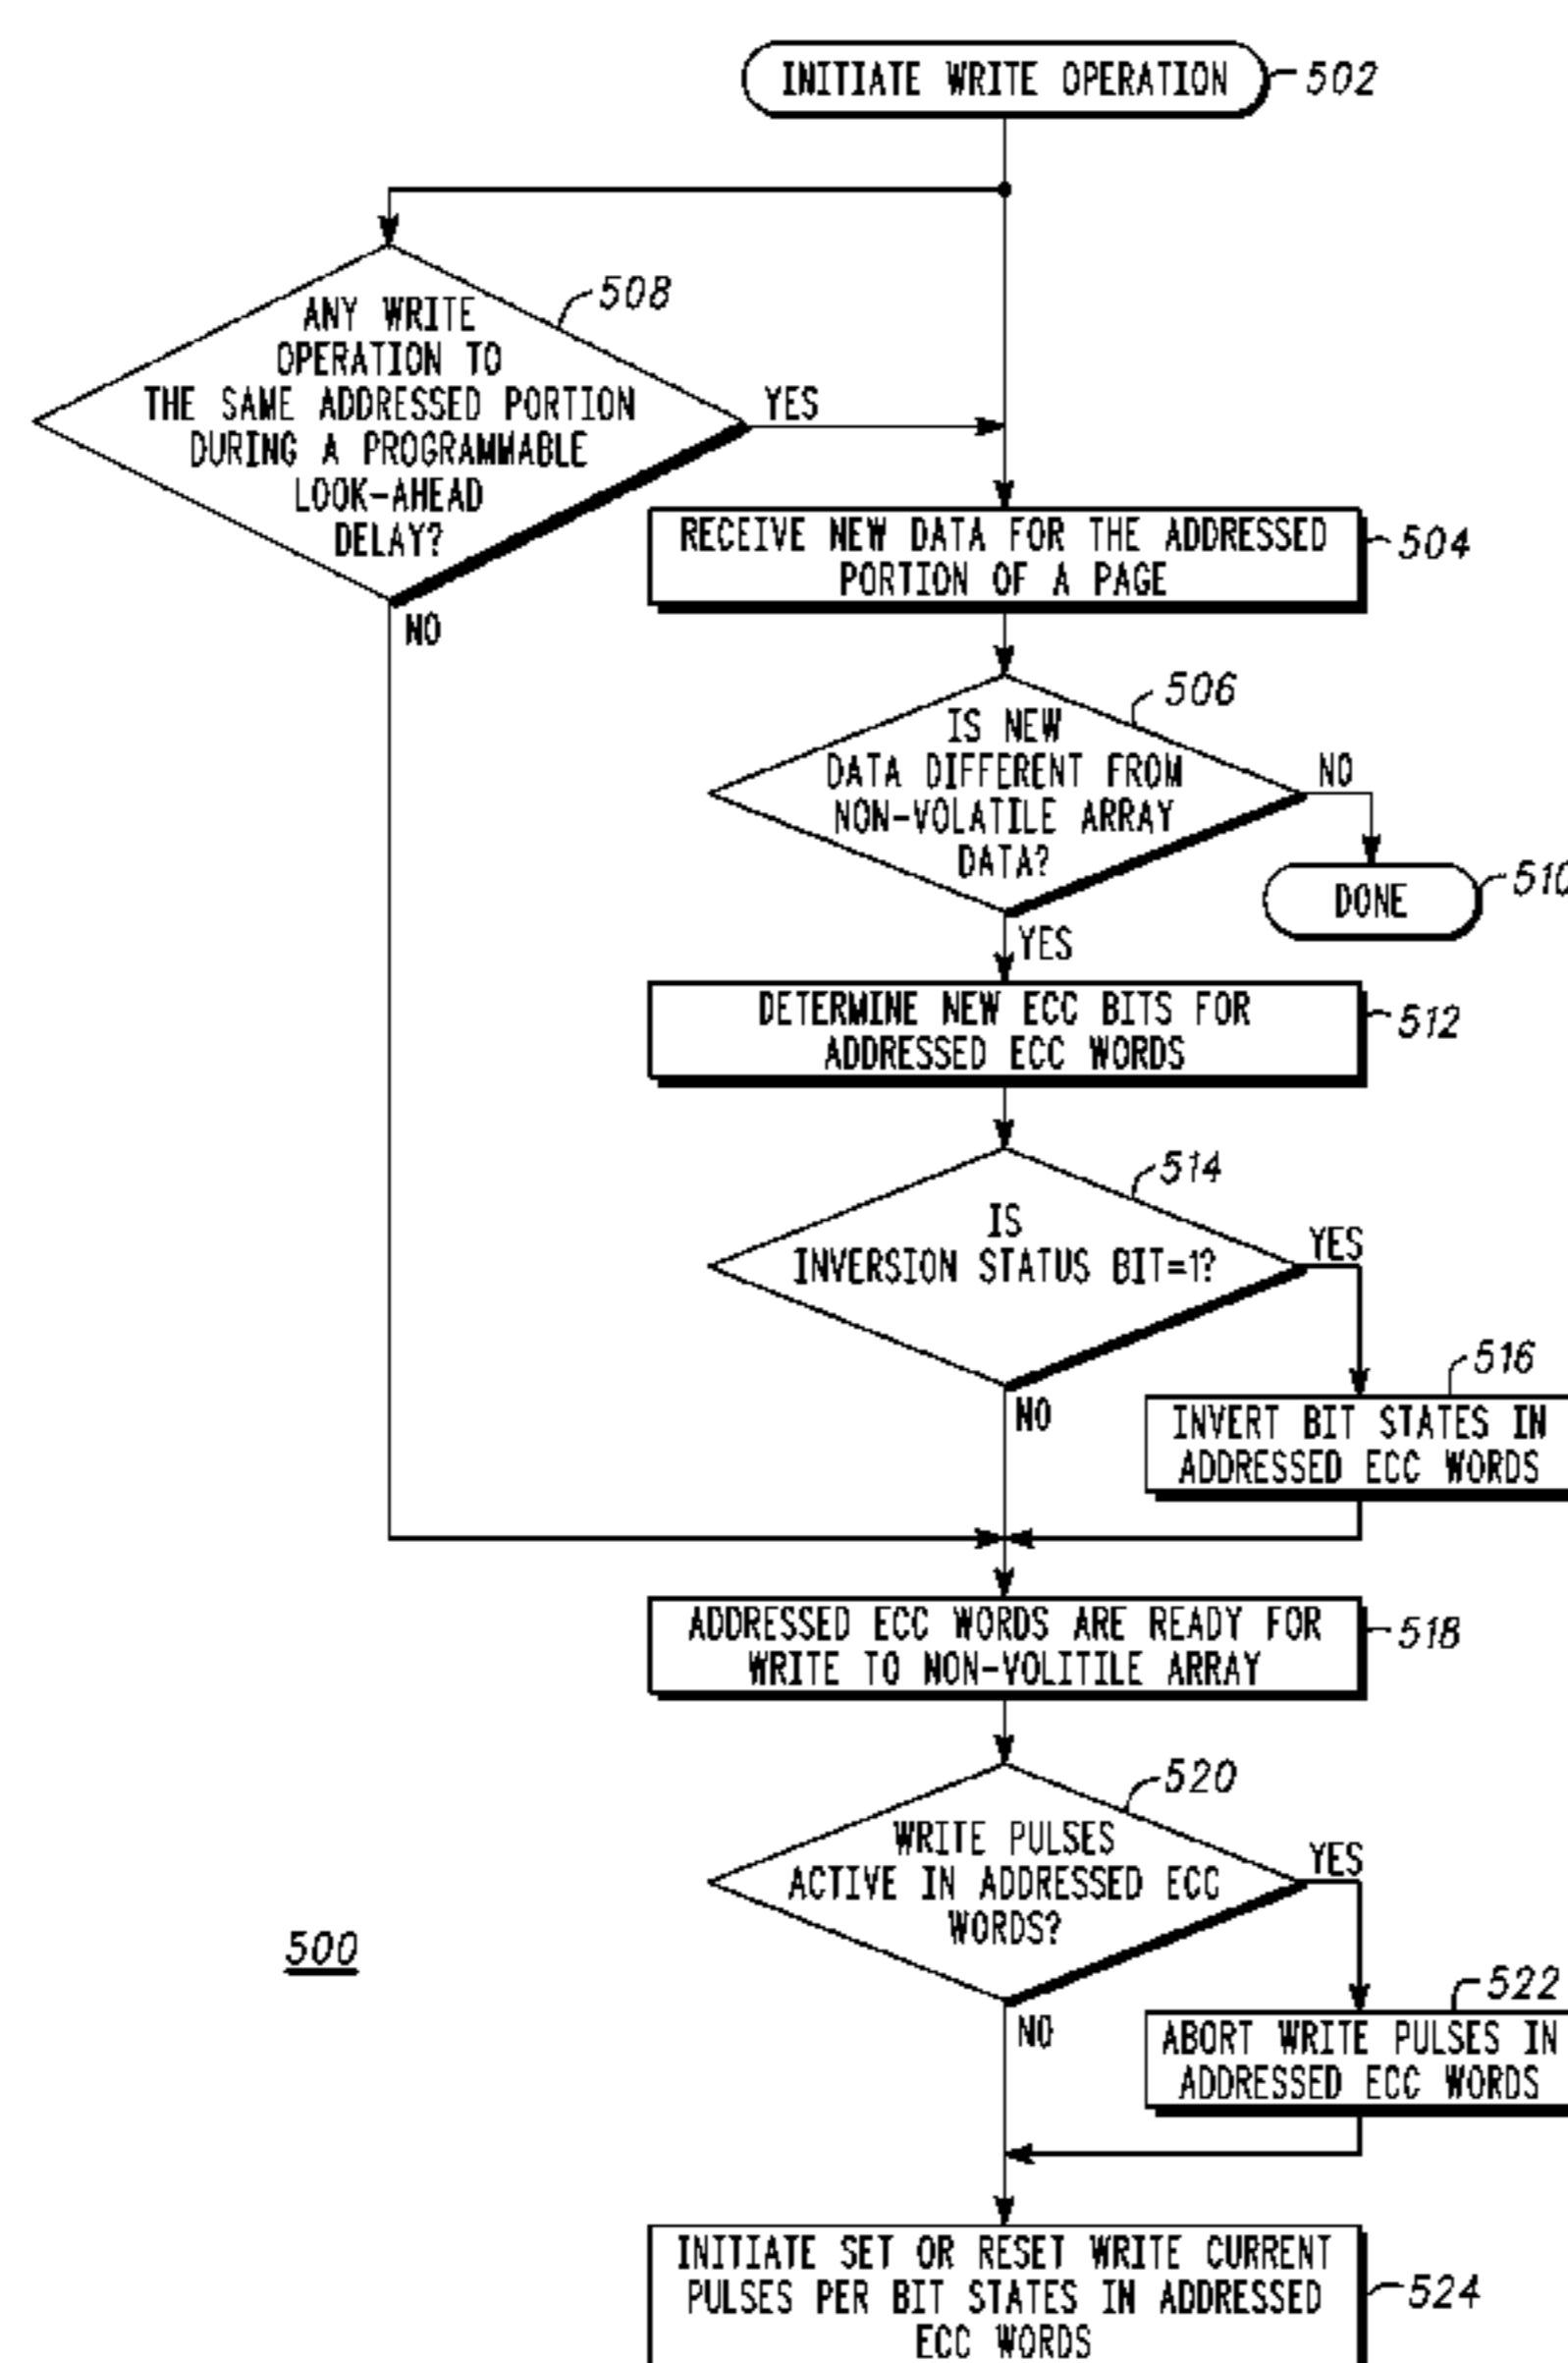 INITIATE WRITE OPERATION
502
508
ANY WRITE
OPERATION TO
THE SAME ADDRESSED PORTION
DURING A PROGRAMMABLE
LOOK-AHEAD
DELAY?
YES
NO
RECEIVE NEW DATA FOR THE ADDRESSED
PORTION OF A PAGE
504
506
IS NEW
DATA DIFFERENT FROM
NON-VOLATILE ARRAY
DATA?
NO
YES
DONE
510
DETERMINE NEW ECC BITS FOR
ADDRESSED ECC WORDS
512
514
IS
INVERSION STATUS BIT=1?
YES
NO
516
INVERT BIT STATES IN
ADDRESSED ECC WORDS
ADDRESSED ECC WORDS ARE READY FOR
WRITE TO NON-VOLITILE ARRAY
518
520
WRITE PULSES
ACTIVE IN ADDRESSED ECC
WORDS?
YES
NO
500
522
ABORT WRITE PULSES IN
ADDRESSED ECC WORDS
INITIATE SET OR RESET WRITE CURRENT
PULSES PER BIT STATES IN ADDRESSED
ECC WORDS
524